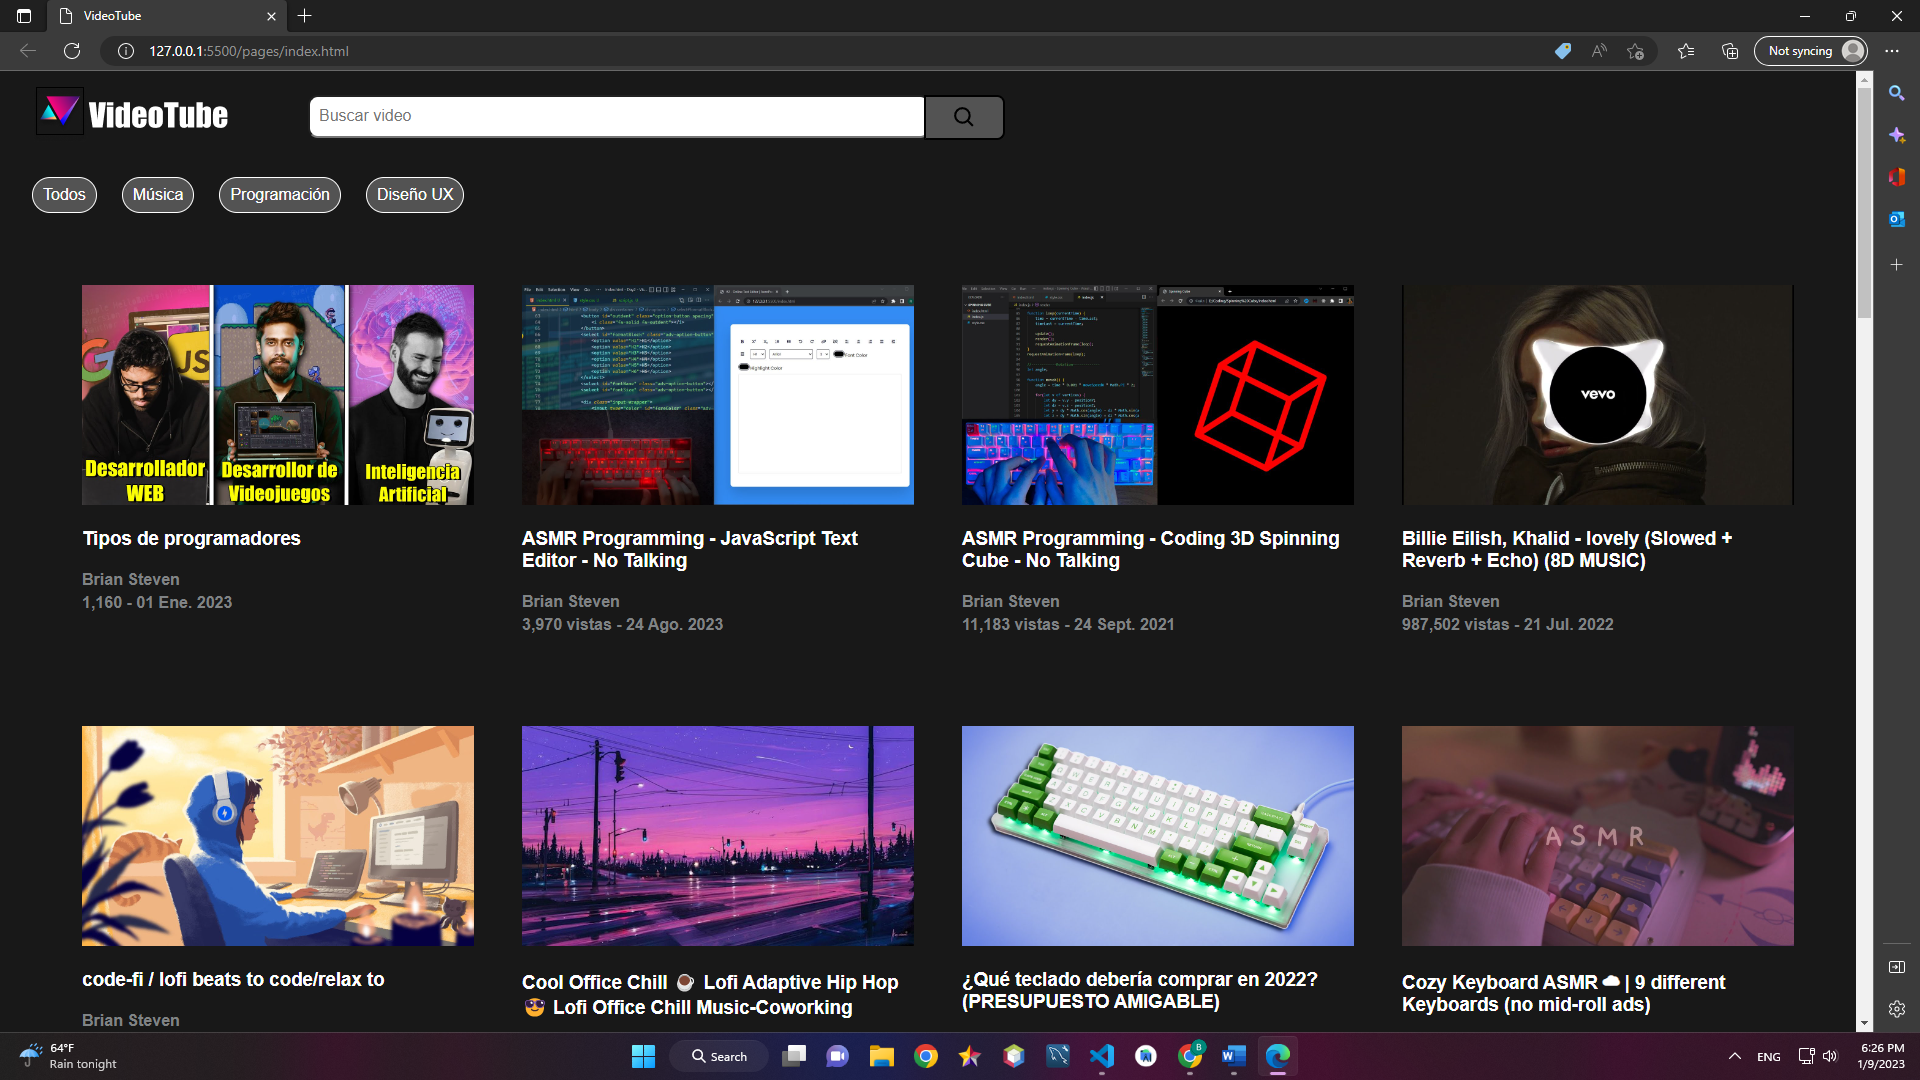 VideoTube
127.0.0.1:5500/pages/index.html
Not syncing
VideoTube
Buscar video
Todos
Música
Programación
Diseño UX
Desarrollador
WEB
Desarrollor de
Videojuegos
Inteligencia
Artificial
Font Color
Highlight Color
vevo
Tipos de programadores
Brian Steven
1,160 - 01 Ene. 2023
ASMR Programming - JavaScript Text
Editor - No Talking
Brian Steven
3,970 vistas - 24 Ago. 2023
ASMR Programming - Coding 3D Spinning
Cube - No Talking
Brian Steven
11,183 vistas - 24 Sept. 2021
Billie Eilish, Khalid - lovely (Slowed +
Reverb + Echo) (8D MUSIC)
Brian Steven
987,502 vistas - 21 Jul. 2022
ASMR
code-fi / lofi beats to code/relax to
Brian Steven
Cool Office Chill ☕ Lofi Adaptive Hip Hop
😎 Lofi Office Chill Music-Coworking
¿Qué teclado debería comprar en 2022?
(PRESUPUESTO AMIGABLE)
Cozy Keyboard ASMR ☁ | 9 different
Keyboards (no mid-roll ads)
64°F
Rain tonight
Search
ENG
6:26 PM
1/9/2023